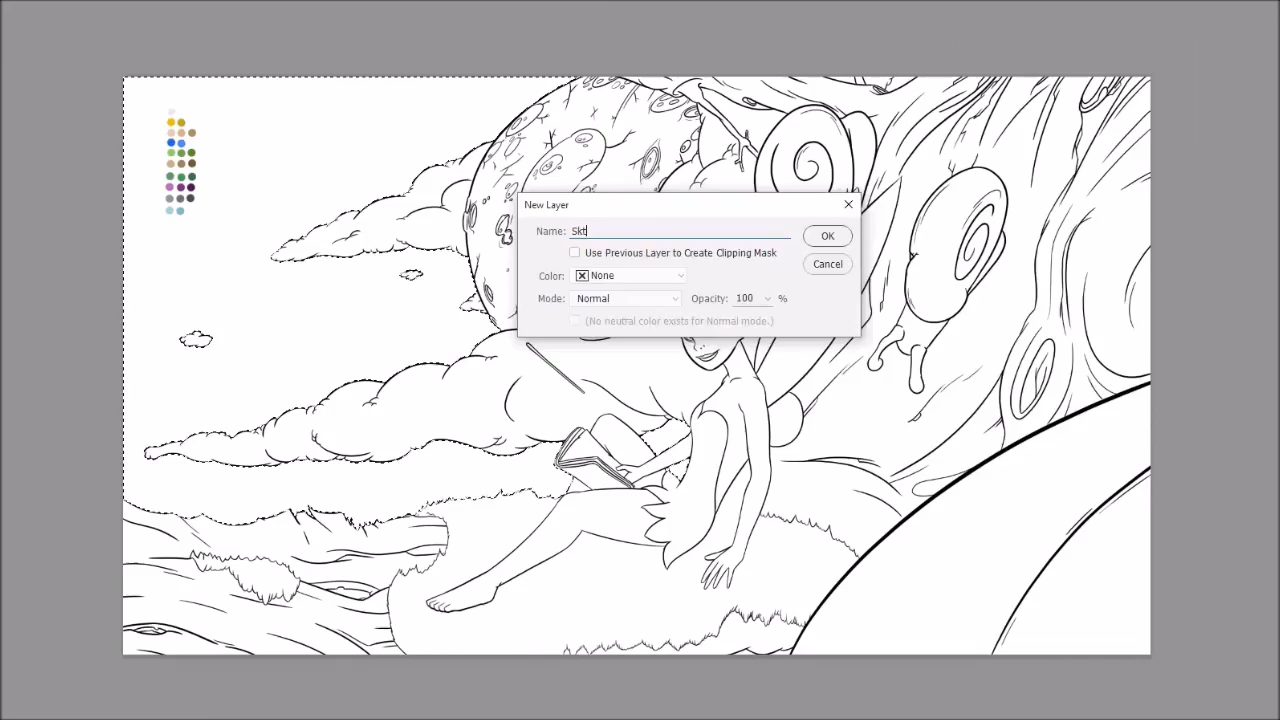 New Layer
Name: Skt
OK
Use Previous Layer to Create Clipping Mask
Cancel
Color: None
Mode: Normal Opacity: 100 %
(No neutral color exists for Normal mode.)